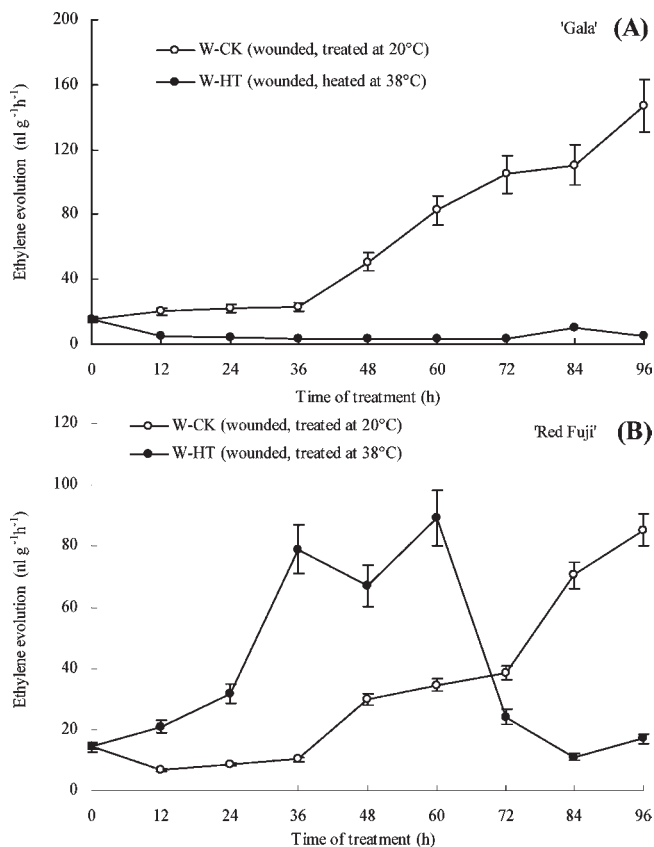 200
160
120
80
40
0
Ethylene evolution (nl g⁻¹h⁻¹)
W-CK (wounded, treated at 20°C)
W-HT (wounded, heated at 38°C)
'Gala' (A)
0 12 24 36 48 60 72 84 96
Time of treatment (h)
120
100
80
60
40
20
0
Ethylene evolution (nl g⁻¹h⁻¹)
W-CK (wounded, treated at 20°C)
W-HT (wounded, treated at 38°C)
'Red Fuji' (B)
0 12 24 36 48 60 72 84 96
Time of treatment (h)